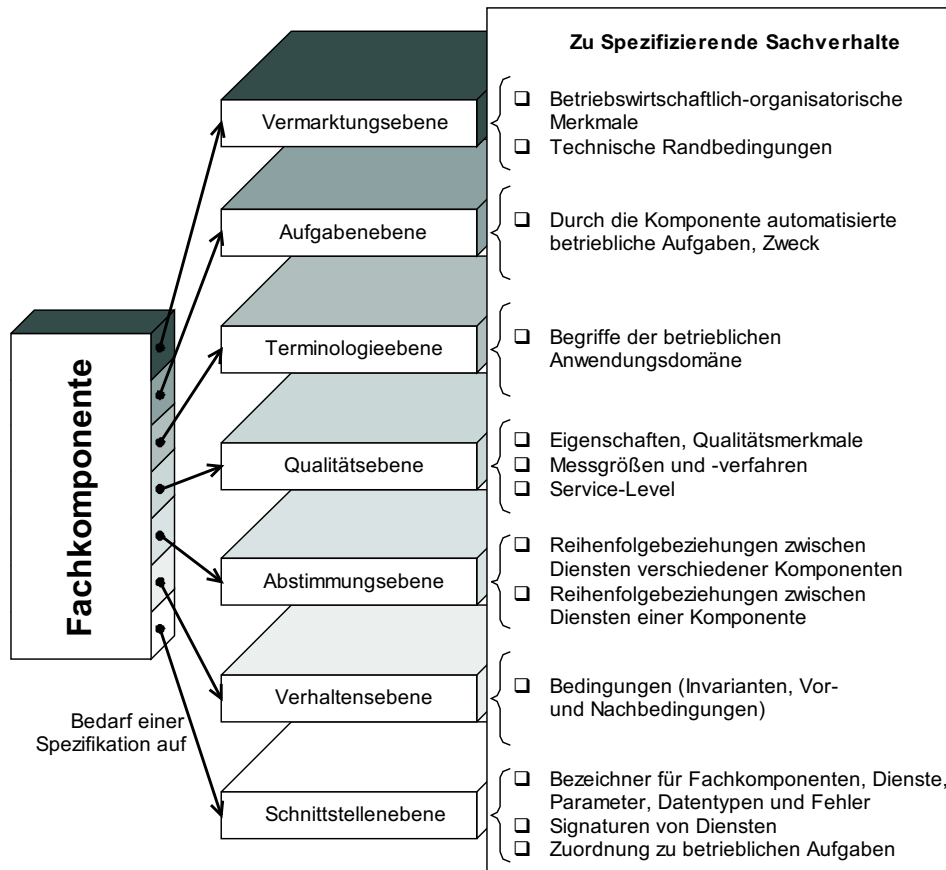 Zu Spezifizierende Sachverhalte
Vermarktungsebene
❑ Betriebswirtschaftlich-organisatorische
Merkmale
❑ Technische Randbedingungen
Aufgabenebene
❑ Durch die Komponente automatisierte
betriebliche Aufgaben, Zweck
Terminologieebene
❑ Begriffe der betrieblichen
Anwendungsdomäne
Fachkomponente
Qualitätsebene
❑ Eigenschaften, Qualitätsmerkmale
❑ Messgrößen und -verfahren
❑ Service-Level
Abstimmungsebene
❑ Reihenfolgebeziehungen zwischen
Diensten verschiedener Komponenten
❑ Reihenfolgebeziehungen zwischen
Diensten einer Komponente
Verhaltensebene
❑ Bedingungen (Invarianten, Vor-
und Nachbedingungen)
Bedarf einer
Spezifikation auf
Schnittstellenebene
❑ Bezeichner für Fachkomponenten, Dienste,
Parameter, Datentypen und Fehler
❑ Signaturen von Diensten
❑ Zuordnung zu betrieblichen Aufgaben